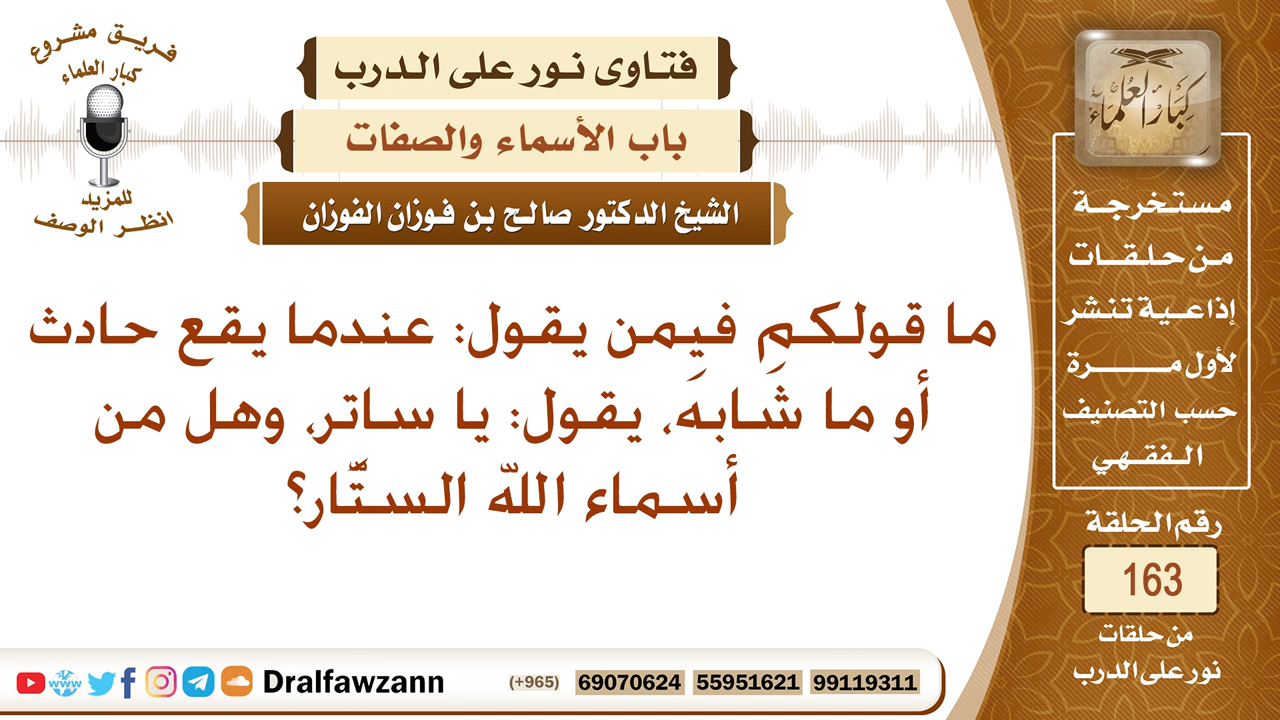 فريق مشروع
كبار العلماء
للمزيد
انظر الوصف
فتاوى نور على الدرب
باب الأسماء والصفات
الشيخ الدكتور صالح بن فوزان الفوزان
ما قولكمِ فيِمن يقول: عندما يقع حادث
أو ما شابه، يقول: يا ساتر، وهل من
أسماء الله الستّار؟
كبار العلماء
مستخرجة
من حلقات
إذاعية تنشر
لأول مرة
حسب التصنيف
الفقهي
رقم الحلقة
163
من حلقات
نور على الدرب
www
Dralfawzann (+965) 69070624 55951621 99119311